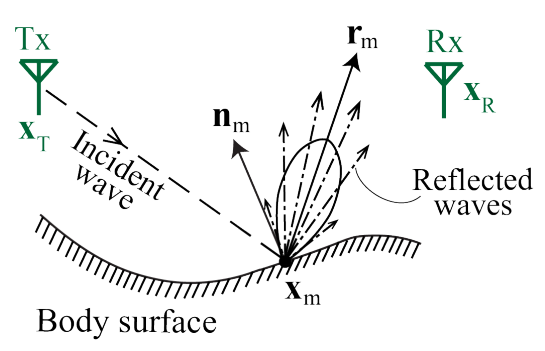 Tx
x_T
Incident
wave
n_m
r_m
Rx
x_R
Reflected
waves
x_m
Body surface